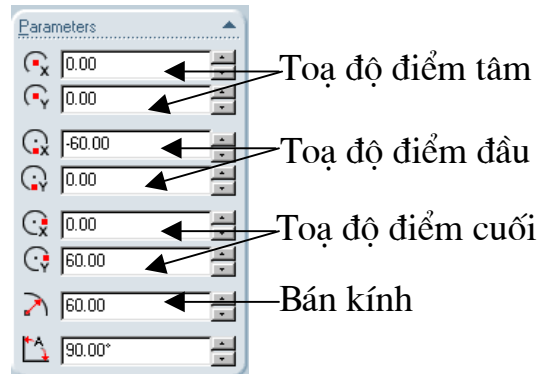 Parameters
0.00
Toạ độ điểm tâm
0.00
-60.00
Toạ độ điểm đầu
0.00
0.00
Toạ độ điểm cuối
60.00
60.00
Bán kính
90.00°